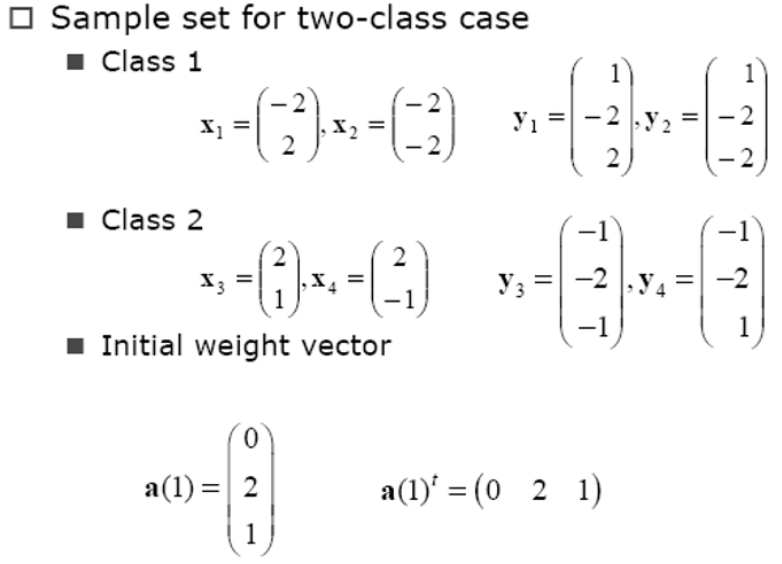 □ Sample set for two-class case
■ Class 1
x₁ = (−2 2), x₂ = (−2 −2) y₁ = (1 −2 2), y₂ = (1 −2 −2)
■ Class 2
x₃ = (2 1), x₄ = (2 −1) y₃ = (−1 −2 −1), y₄ = (−1 −2 1)
■ Initial weight vector
a(1) = (0 2 1) a(1)ᵗ = (0 2 1)